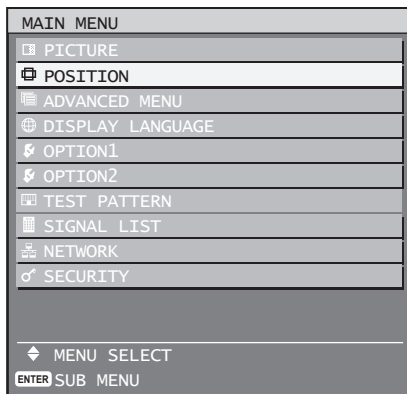 MAIN MENU
PICTURE
POSITION
ADVANCED MENU
DISPLAY LANGUAGE
OPTION1
OPTION2
TEST PATTERN
SIGNAL LIST
NETWORK
SECURITY
MENU SELECT
ENTER SUB MENU